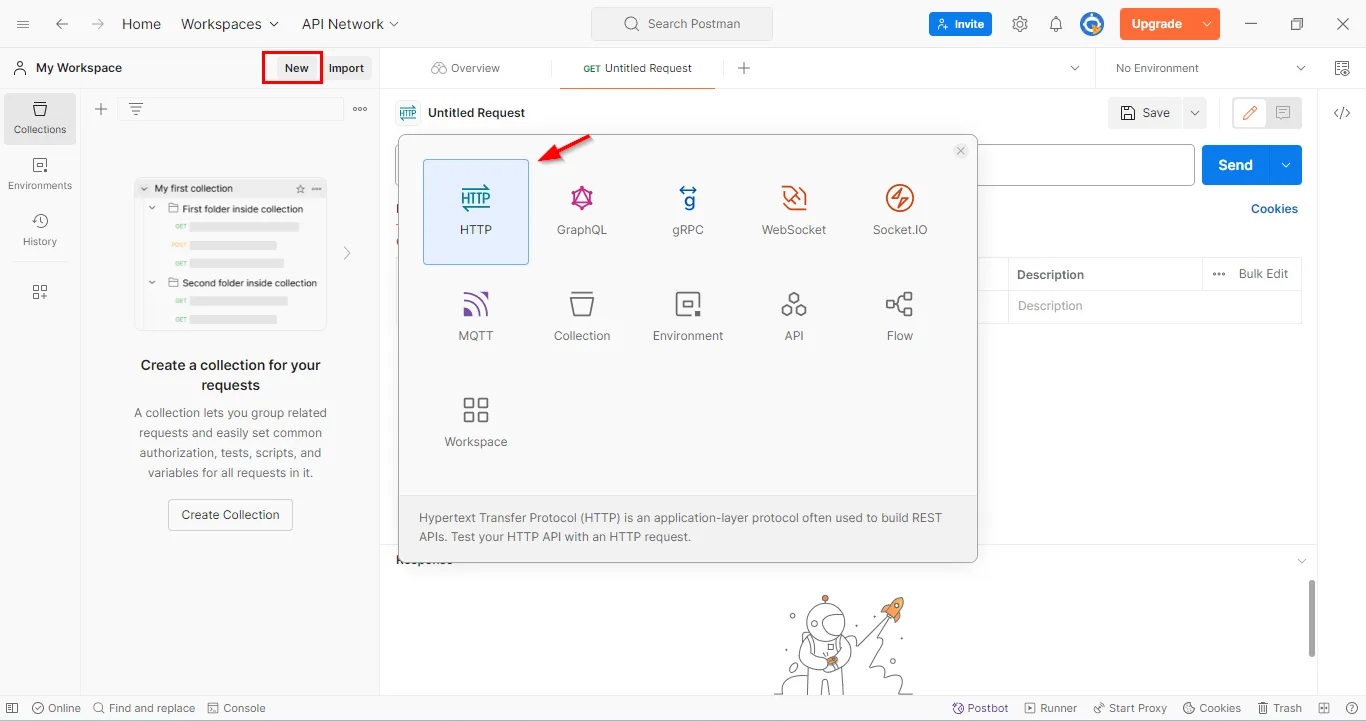 Home
Workspaces
API Network
Search Postman
Invite
Upgrade
My Workspace
New
Import
Overview
GET Untitled Request
No Environment
Collections
Environments
History
My first collection
First folder inside collection
GET
POST
GET
Second folder inside collection
GET
GET
Create a collection for your
requests
A collection lets you group related
requests and easily set common
authorization, tests, scripts, and
variables for all requests in it.
Create Collection
HTTP
Untitled Request
Save
Send
Cookies
Description
Bulk Edit
Description
HTTP
HTTP
GraphQL
g
gRPC
WebSocket
Socket.IO
MQTT
Collection
Environment
API
Flow
Workspace
Hypertext Transfer Protocol (HTTP) is an application-layer protocol often used to build REST
APIs. Test your HTTP API with an HTTP request.
Response
Online
Find and replace
Console
Postbot
Runner
Start Proxy
Cookies
Trash